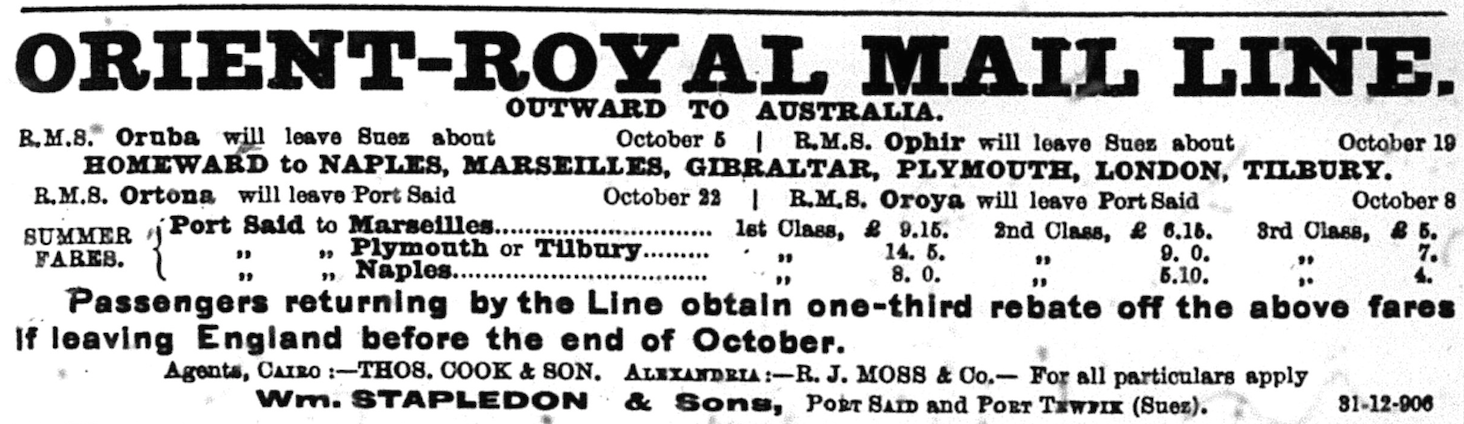 ORIENT-ROYAL MAIL LINE.
OUTWARD TO AUSTRALIA.
R.M.S. Oruba will leave Suez about October 5 | R.M.S. Ophir will leave Suez about October 19
HOMEWARD to NAPLES, MARSEILLES, GIBRALTAR, PLYMOUTH, LONDON, TILBURY.
R.M.S. Ortona will leave Port Said October 22 | R.M.S. Oroya will leave Port Said October 8
SUMMER FARES. { Port Said to Marseilles........................... 1st Class, £ 9.15. 2nd Class, £ 6.15. 3rd Class, £ 5.
„ „ Plymouth or Tilbury......... „ 14. 5. „ 9. 0. „ 7.
„ „ Naples................................ „ 8. 0. „ 5.10. „ 4.
Passengers returning by the Line obtain one-third rebate off the above fares
If leaving England before the end of October.
Agents, CAIRO :—THOS. COOK & SON. ALEXANDRIA :—R. J. MOSS & Co.— For all particulars apply
Wm. STAPLEDON & Sons, PORT SAID and PORT TEWFIK (Suez). 31-12-906